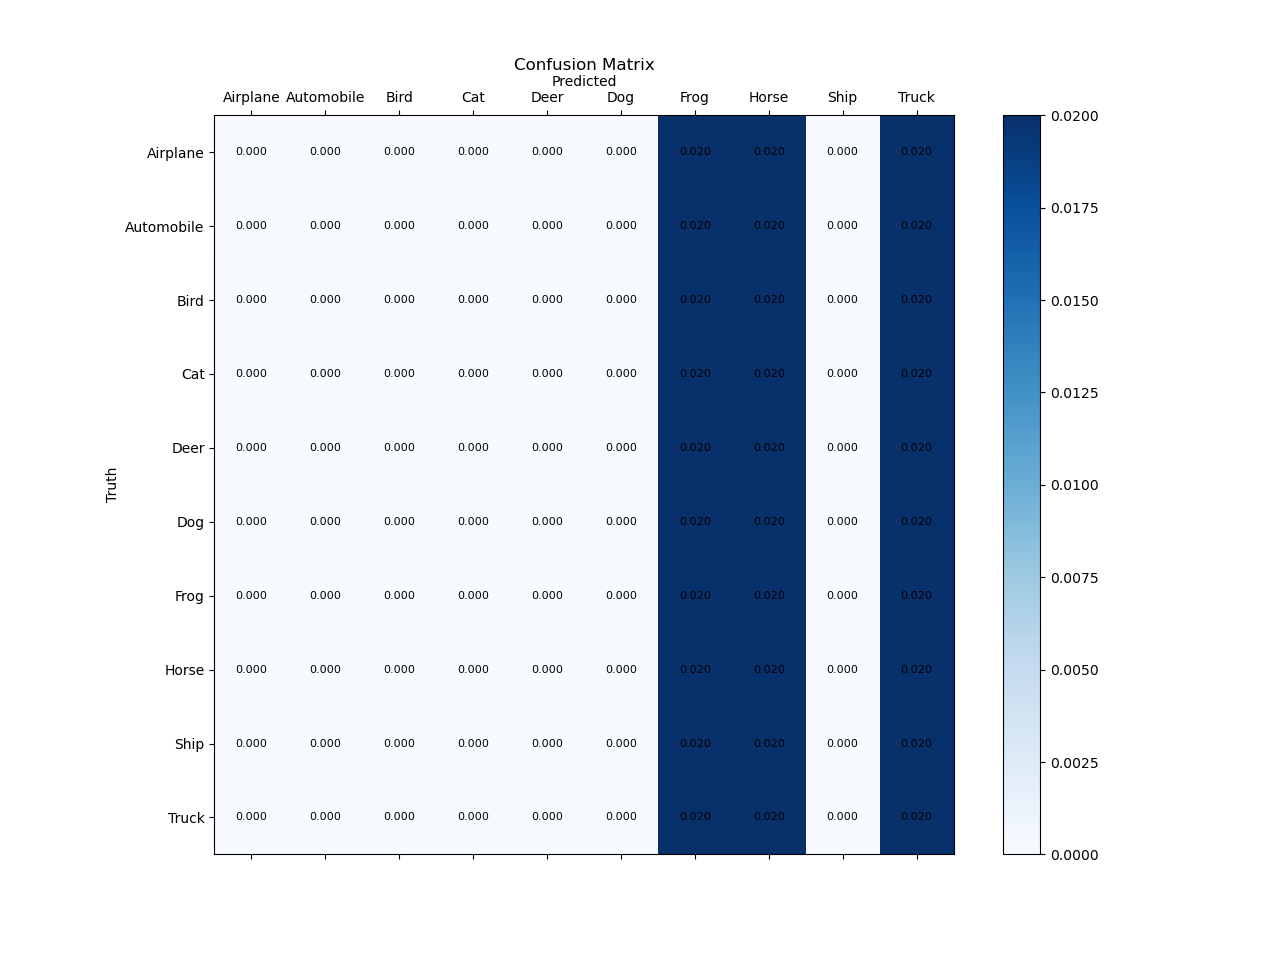 Confusion Matrix
Predicted
Airplane Automobile Bird Cat Deer Dog Frog Horse Ship Truck
Airplane 0.000 0.000 0.000 0.000 0.000 0.000 0.020 0.020 0.000 0.020
Automobile 0.000 0.000 0.000 0.000 0.000 0.000 0.020 0.020 0.000 0.020
Bird 0.000 0.000 0.000 0.000 0.000 0.000 0.020 0.020 0.000 0.020
Cat 0.000 0.000 0.000 0.000 0.000 0.000 0.020 0.020 0.000 0.020
Deer 0.000 0.000 0.000 0.000 0.000 0.000 0.020 0.020 0.000 0.020
Truth
Dog 0.000 0.000 0.000 0.000 0.000 0.000 0.020 0.020 0.000 0.020
Frog 0.000 0.000 0.000 0.000 0.000 0.000 0.020 0.020 0.000 0.020
Horse 0.000 0.000 0.000 0.000 0.000 0.000 0.020 0.020 0.000 0.020
Ship 0.000 0.000 0.000 0.000 0.000 0.000 0.020 0.020 0.000 0.020
Truck 0.000 0.000 0.000 0.000 0.000 0.000 0.020 0.020 0.000 0.020
0.0200
0.0175
0.0150
0.0125
0.0100
0.0075
0.0050
0.0025
0.0000